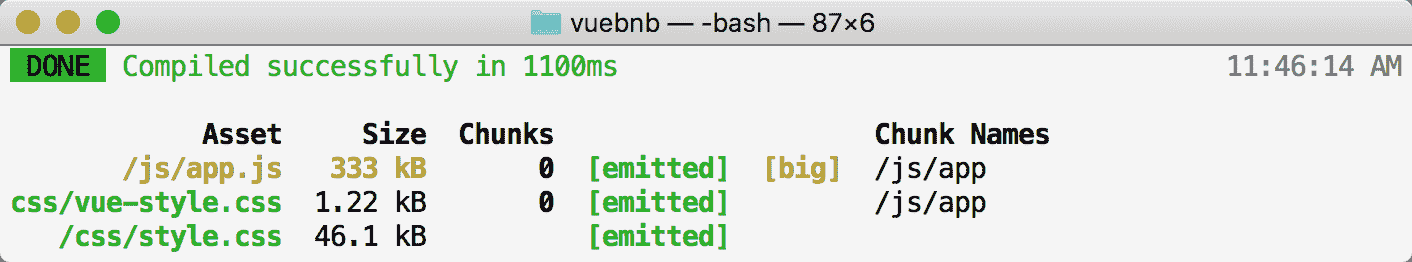 vuebnb — -bash — 87×6
DONE Compiled successfully in 1100ms 11:46:14 AM
Asset Size Chunks Chunk Names
/js/app.js 333 kB 0 [emitted] [big] /js/app
css/vue-style.css 1.22 kB 0 [emitted] /js/app
/css/style.css 46.1 kB [emitted]